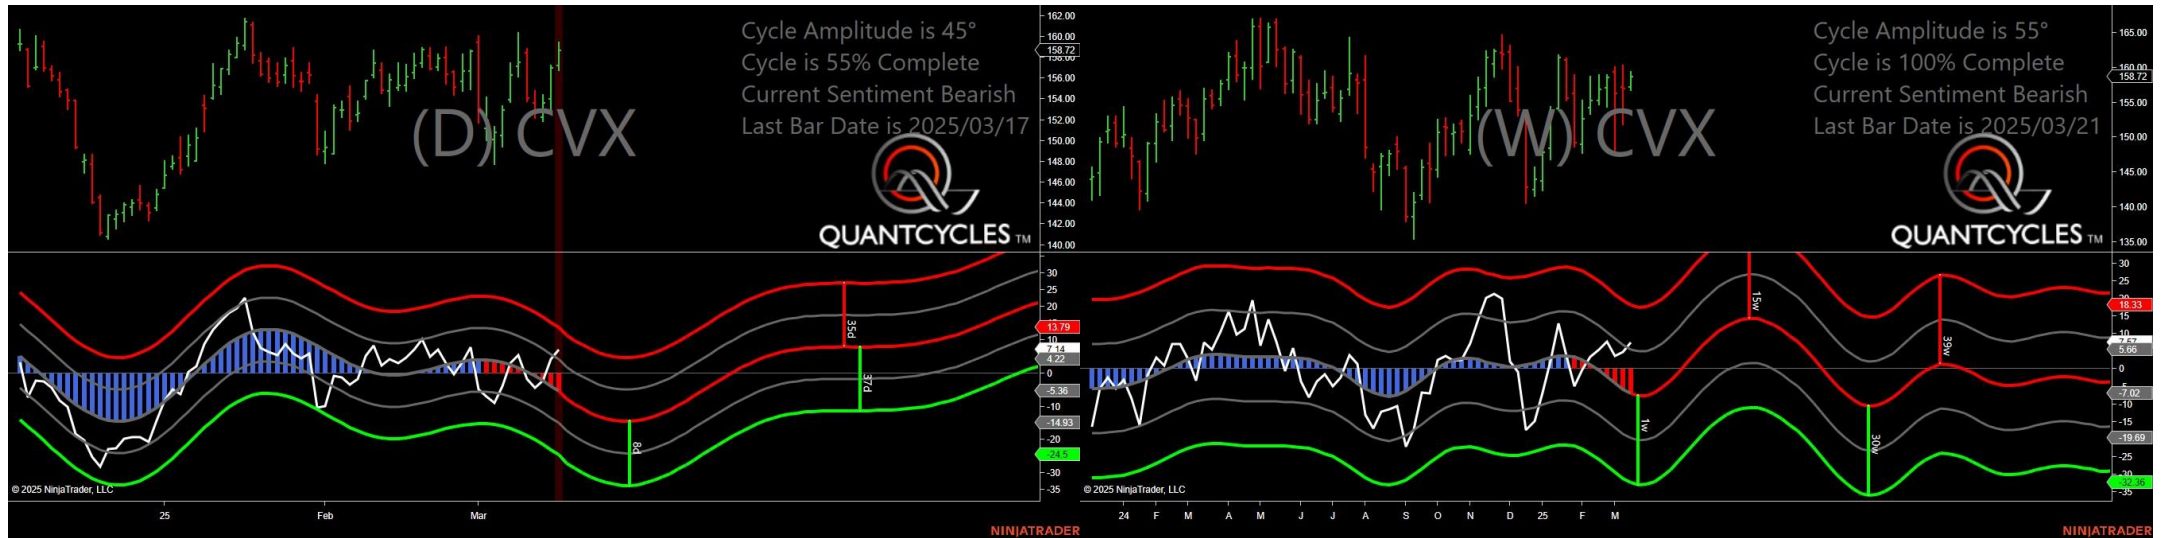 Cycle Amplitude is 45°
Cycle is 55% Complete
Current Sentiment Bearish
Last Bar Date is 2025/03/17
(D) CVX
QUANTCYCLES TM
162.00
160.00
158.72
158.00
156.00
154.00
152.00
150.00
148.00
146.00
144.00
142.00
140.00
30
25
20
13.79
10
7.14
4.22
0
-5.36
-10
-14.93
-20
-24.5
-30
-35
35d
37d
8d
© 2025 NinjaTrader, LLC
25 Feb Mar
NINJATRADER
Cycle Amplitude is 55°
Cycle is 100% Complete
Current Sentiment Bearish
Last Bar Date is 2025/03/21
(W) CVX
QUANTCYCLES TM
165.00
160.00
158.72
155.00
150.00
145.00
140.00
135.00
30
25
18.33
15
10
7.57
5.66
0
-7.02
-10
-15
-19.69
-25
-30
-32.36
-35
15w
39w
1w
30w
© 2025 NinjaTrader, LLC
24 F M A M J J A S O N D 25 F M
NINJATRADER